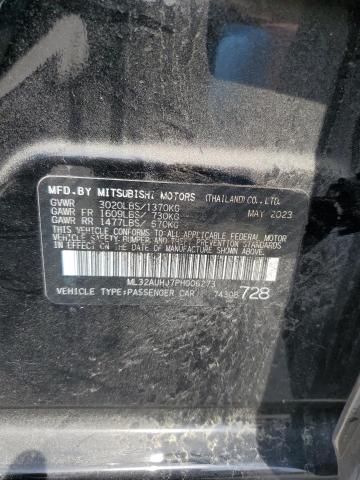 MFD.BY MITSUBISHI MOTORS (THAILAND) CO., LTD.
GVWR 3020LBS/1370KG MAY 2023
GAWR FR 1609LBS/ 730KG
GAWR RR 1477LBS/ 670KG
THIS VEHICLE CONFORMS TO ALL APPLICABLE FEDERAL MOTOR
VEHICLE SAFETY, BUMPER, AND THEFT PREVENTION STANDARDS
IN EFFECT ON THE DATE OF
MANUFACTURE SHOWN ABOVE.
ML32AUHJ7PH006273
VEHICLE TYPE:PASSENGER CAR 7430B 728